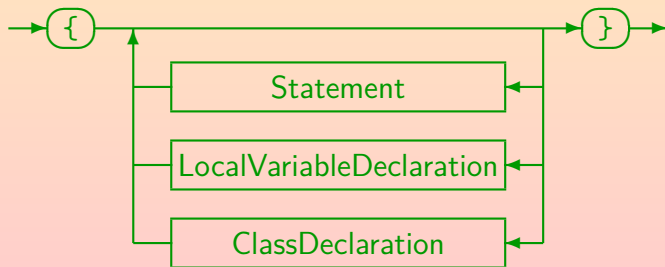 { }
Statement
LocalVariableDeclaration
ClassDeclaration